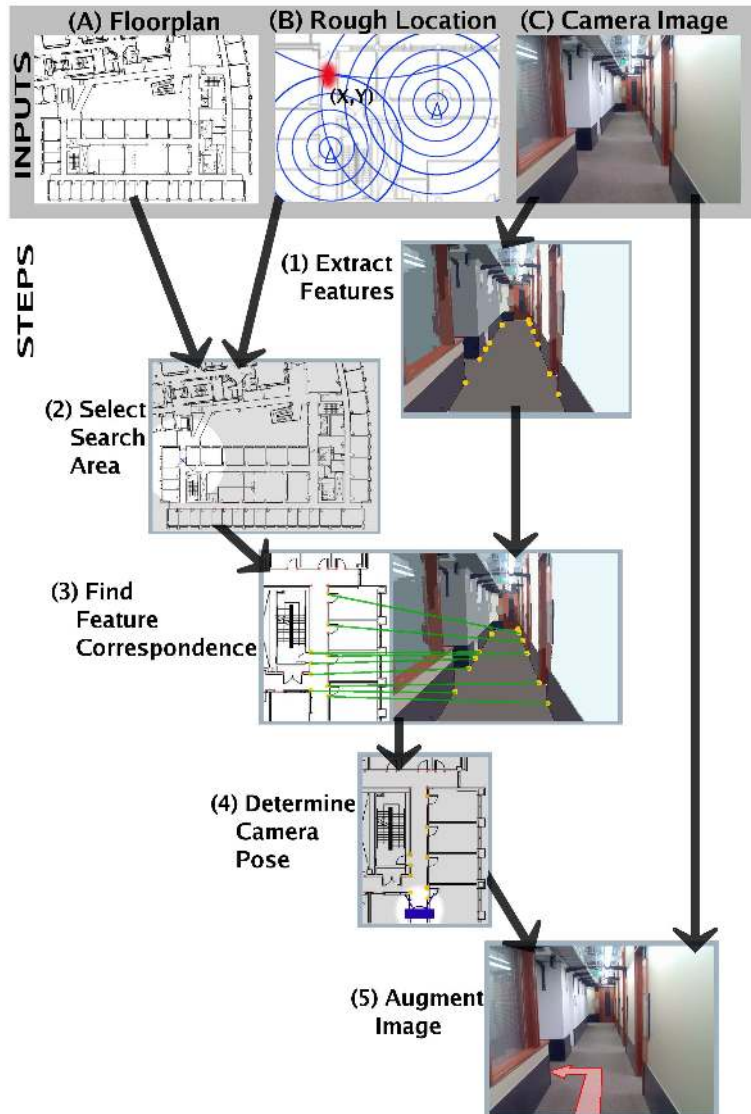 (A) Floorplan
(B) Rough Location
(C) Camera Image
INPUTS
(X,Y)
STEPS
(1) Extract
Features
(2) Select
Search
Area
(3) Find
Feature
Correspondence
(4) Determine
Camera
Pose
(5) Augment
Image